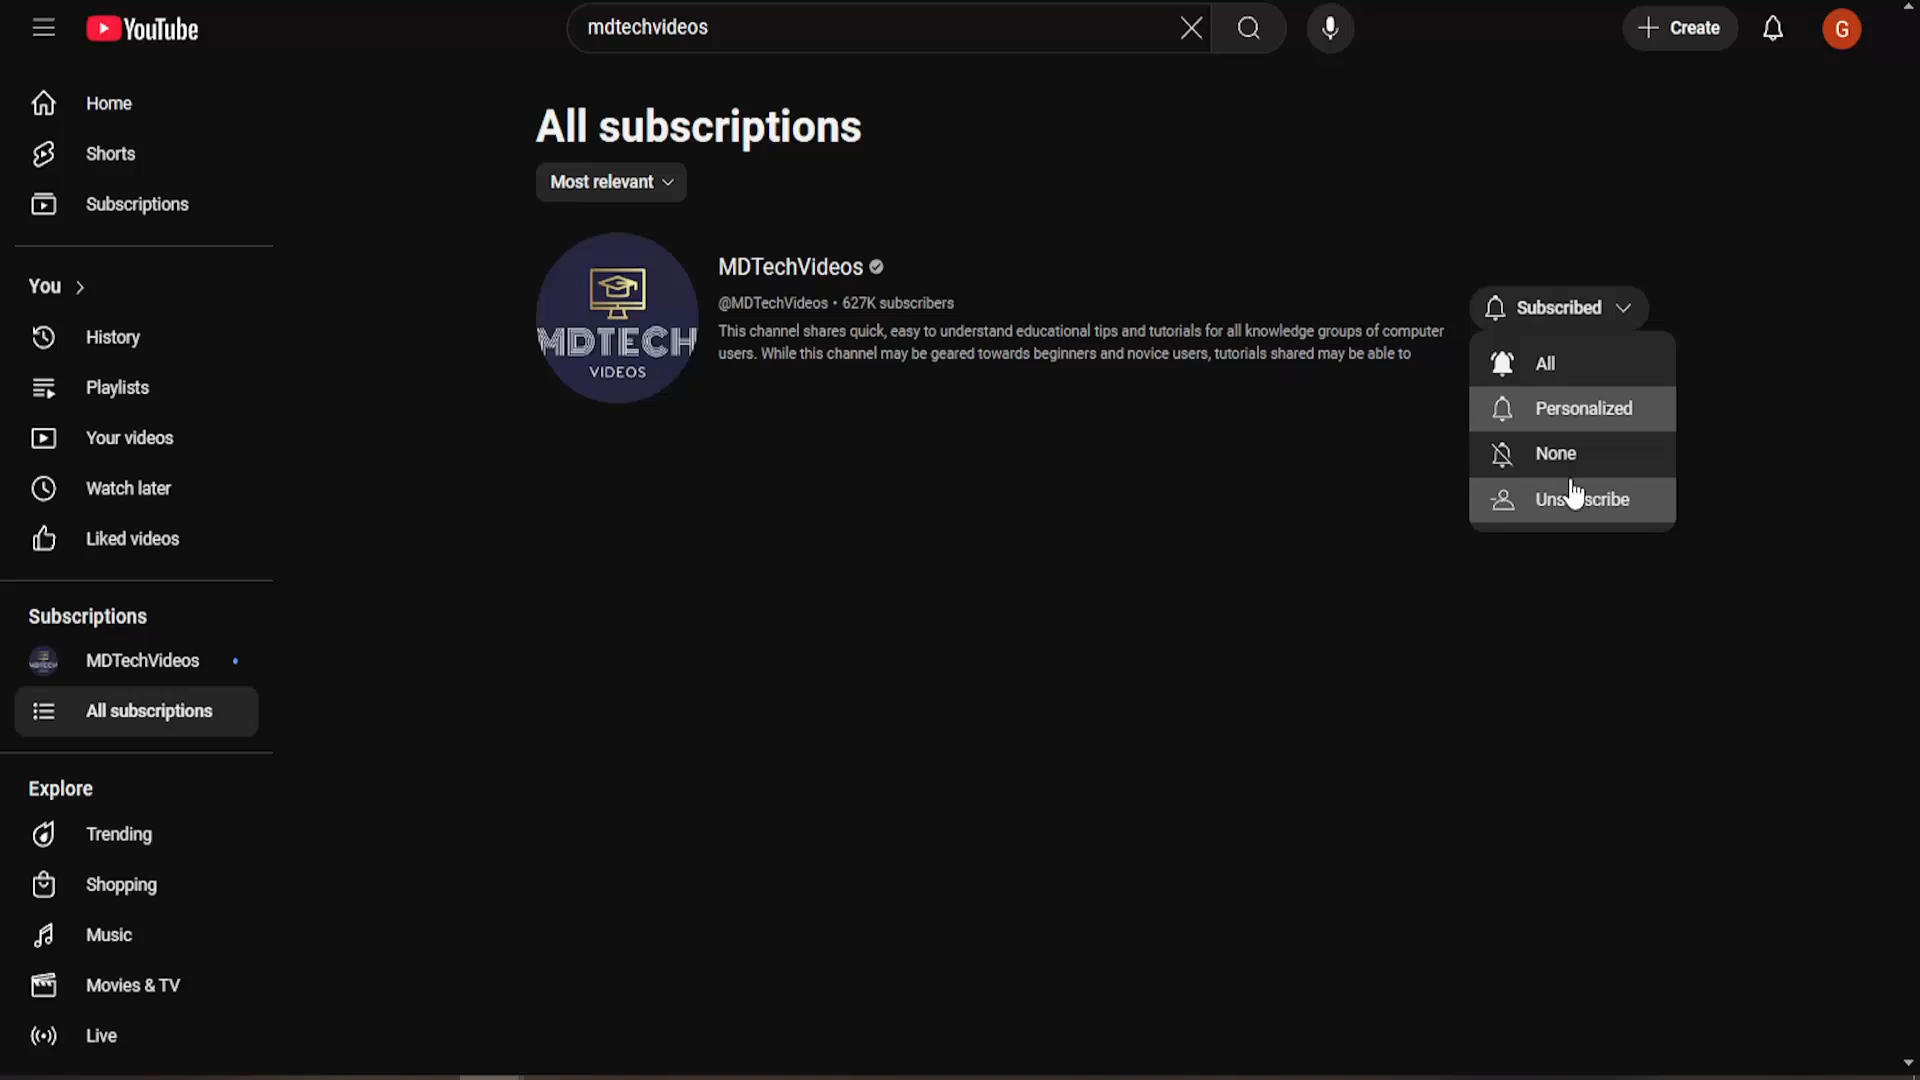 YouTube
mdtechvideos
Create
G
Home
Shorts
Subscriptions
You
History
Playlists
Your videos
Watch later
Liked videos
Subscriptions
MDTechVideos
All subscriptions
Explore
Trending
Shopping
Music
Movies & TV
Live
All subscriptions
Most relevant
MDTECH
VIDEOS
MDTechVideos
@MDTechVideos • 627K subscribers
This channel shares quick, easy to understand educational tips and tutorials for all knowledge groups of computer
users. While this channel may be geared towards beginners and novice users, tutorials shared may be able to
Subscribed
All
Personalized
None
Unsubscribe